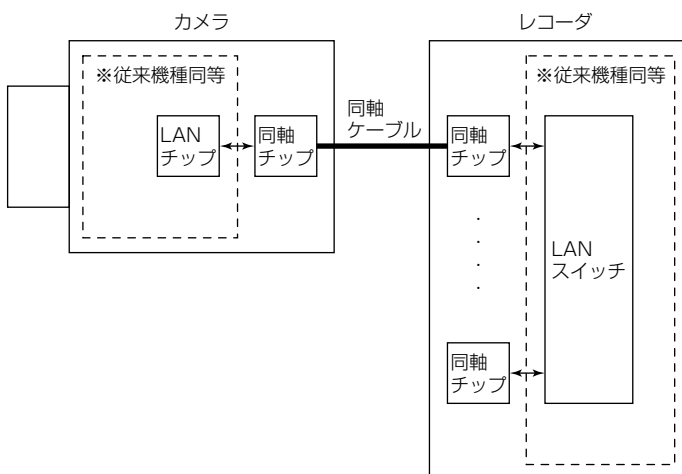 カメラ
レコーダ
※従来機種同等
※従来機種同等
LAN
チップ
同軸
チップ
同軸
ケーブル
同軸
チップ
LAN
スイッチ
同軸
チップ